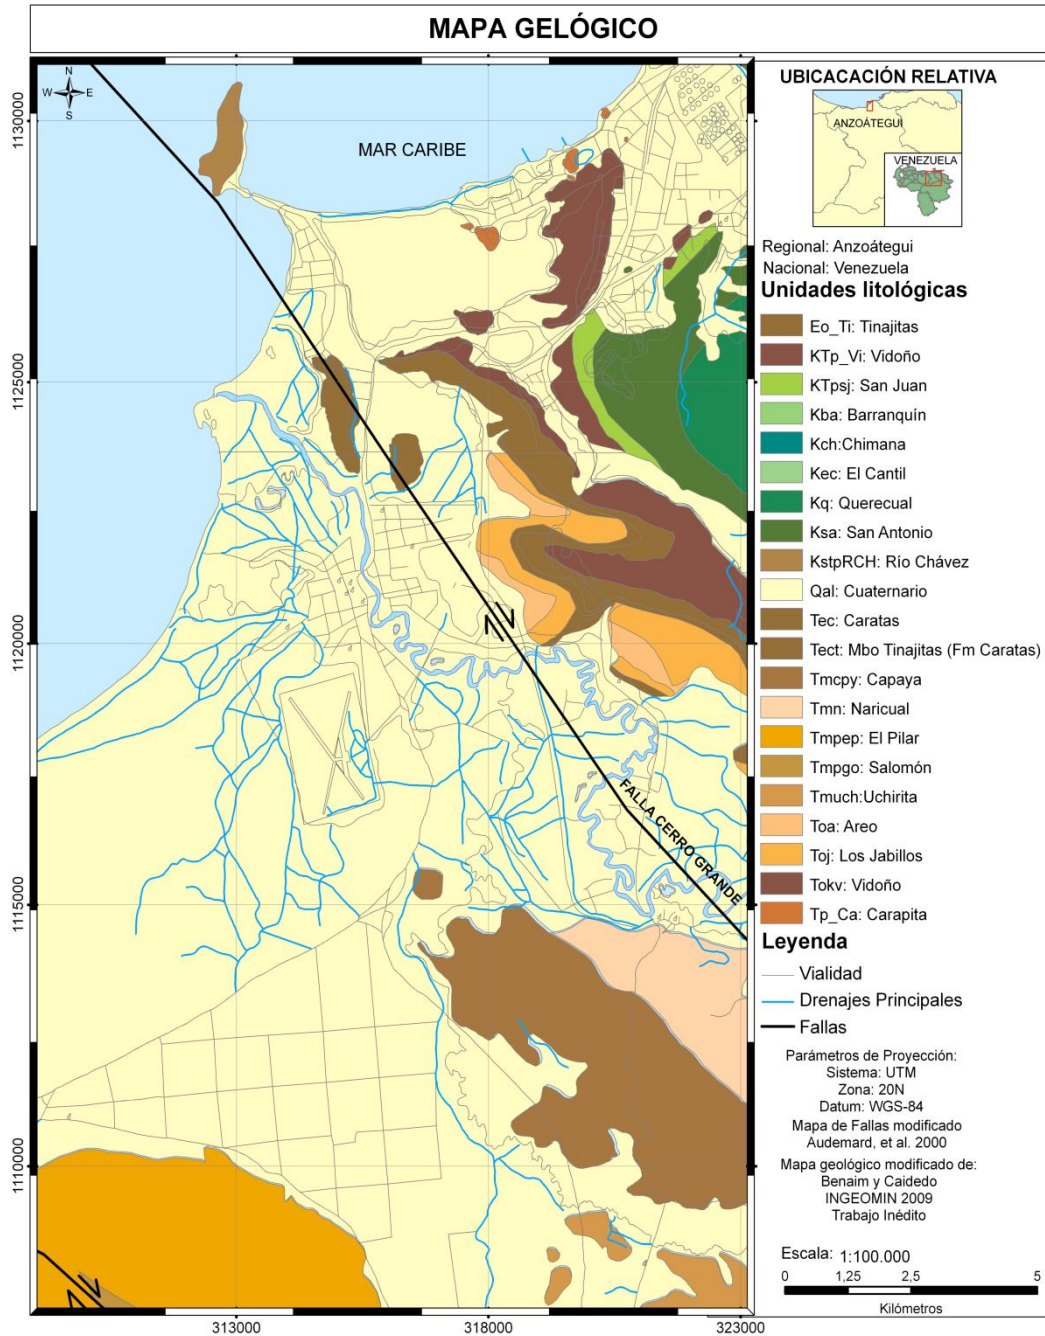 MAPA GELÓGICO
N
W E
S
MAR CARIBE
FALLA CERRO GRANDE
1130000
1125000
1120000
1115000
1110000
313000
318000
323000
UBICACACIÓN RELATIVA
ANZOÁTEGUI
VENEZUELA
Regional: Anzoátegui
Nacional: Venezuela
Unidades litológicas
Eo_Ti: Tinajitas
KTp_Vi: Vidoño
KTpsj: San Juan
Kba: Barranquín
Kch:Chimana
Kec: El Cantil
Kq: Querecual
Ksa: San Antonio
KstpRCH: Río Chávez
Qal: Cuaternario
Tec: Caratas
Tect: Mbo Tinajitas (Fm Caratas)
Tmcpy: Capaya
Tmn: Naricual
Tmpep: El Pilar
Tmpgo: Salomón
Tmuch:Uchirita
Toa: Areo
Toj: Los Jabillos
Tokv: Vidoño
Tp_Ca: Carapita
Leyenda
Vialidad
Drenajes Principales
Fallas
Parámetros de Proyección:
Sistema: UTM
Zona: 20N
Datum: WGS-84
Mapa de Fallas modificado
Audemard, et al. 2000
Mapa geológico modificado de:
Benaim y Caidedo
INGEOMIN 2009
Trabajo Inédito
Escala: 1:100.000
0 1,25 2,5 5
Kilómetros